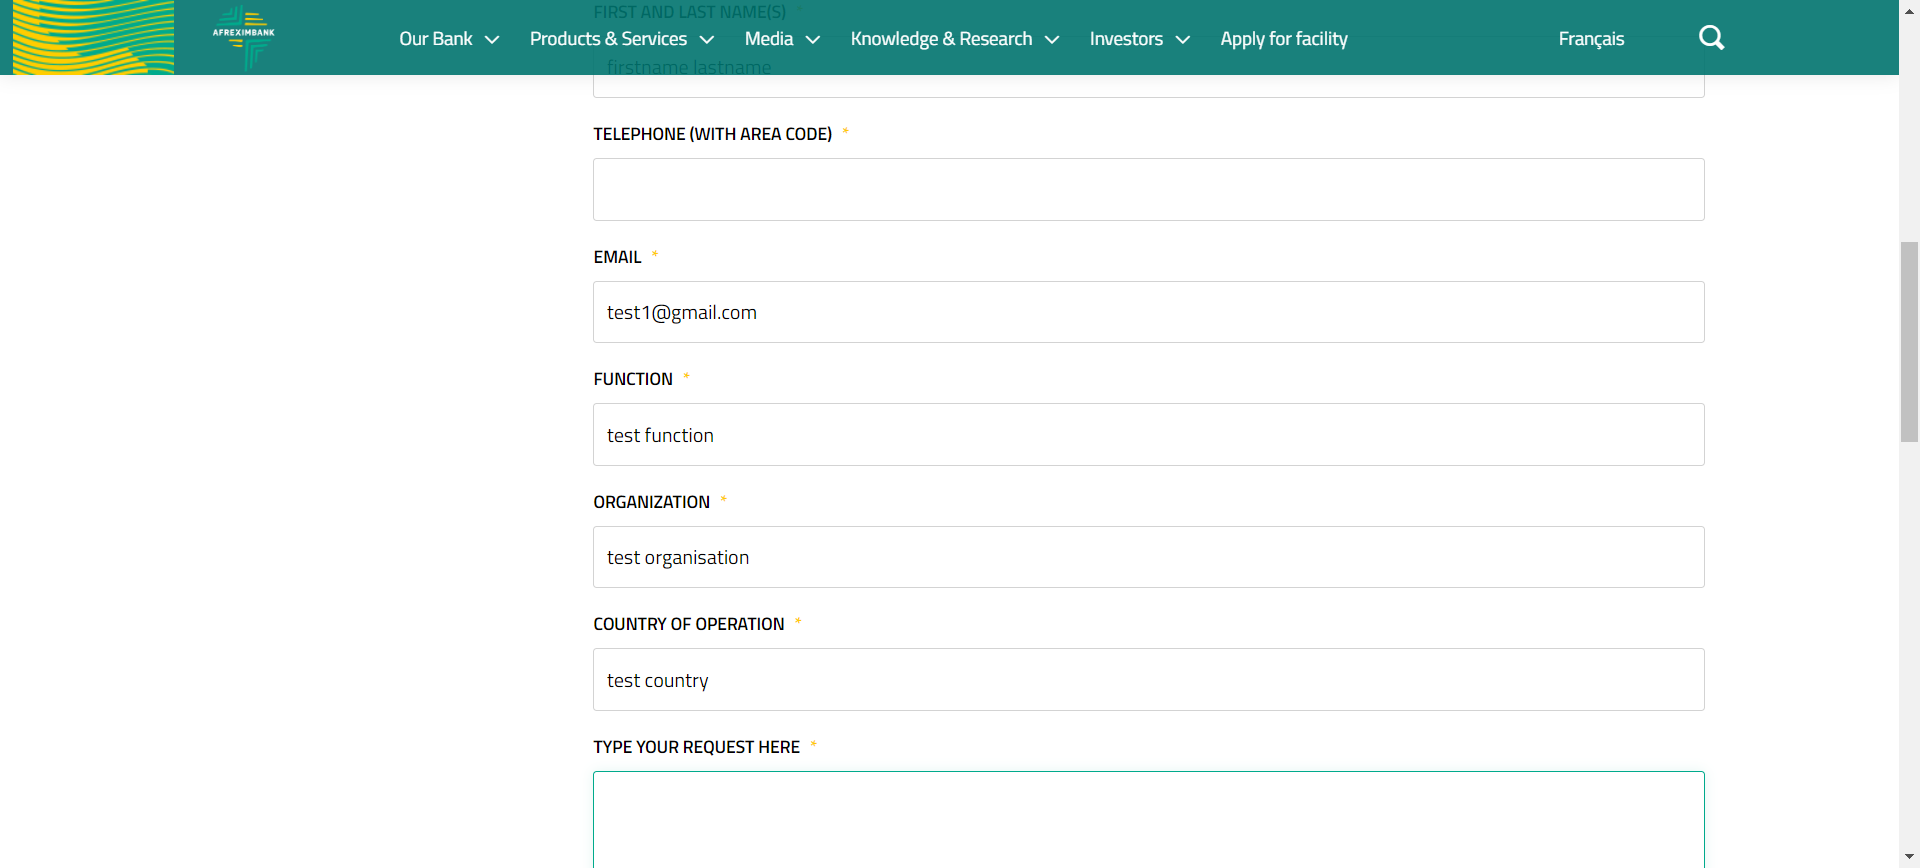 FIRST AND LAST NAME(S) *
AFREXIMBANK
Our Bank Products & Services Media Knowledge & Research Investors Apply for facility Français
firstname lastname
TELEPHONE (WITH AREA CODE) *
EMAIL *
test1@gmail.com
FUNCTION *
test function
ORGANIZATION *
test organisation
COUNTRY OF OPERATION *
test country
TYPE YOUR REQUEST HERE *